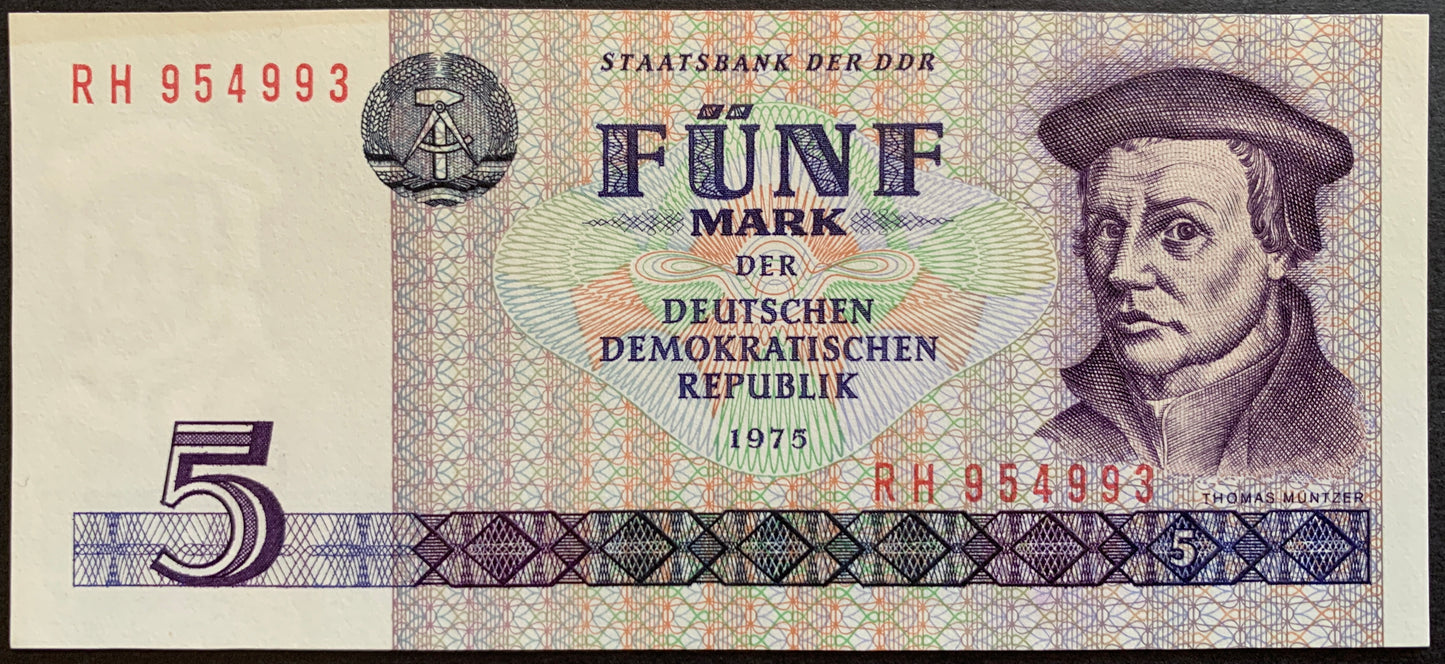 RH 954993
STAATSBANK DER DDR
FÜNF
MARK
DER
DEUTSCHEN
DEMOKRATISCHEN
REPUBLIK
1975
RH 954993
THOMAS MÜNTZER
5
5